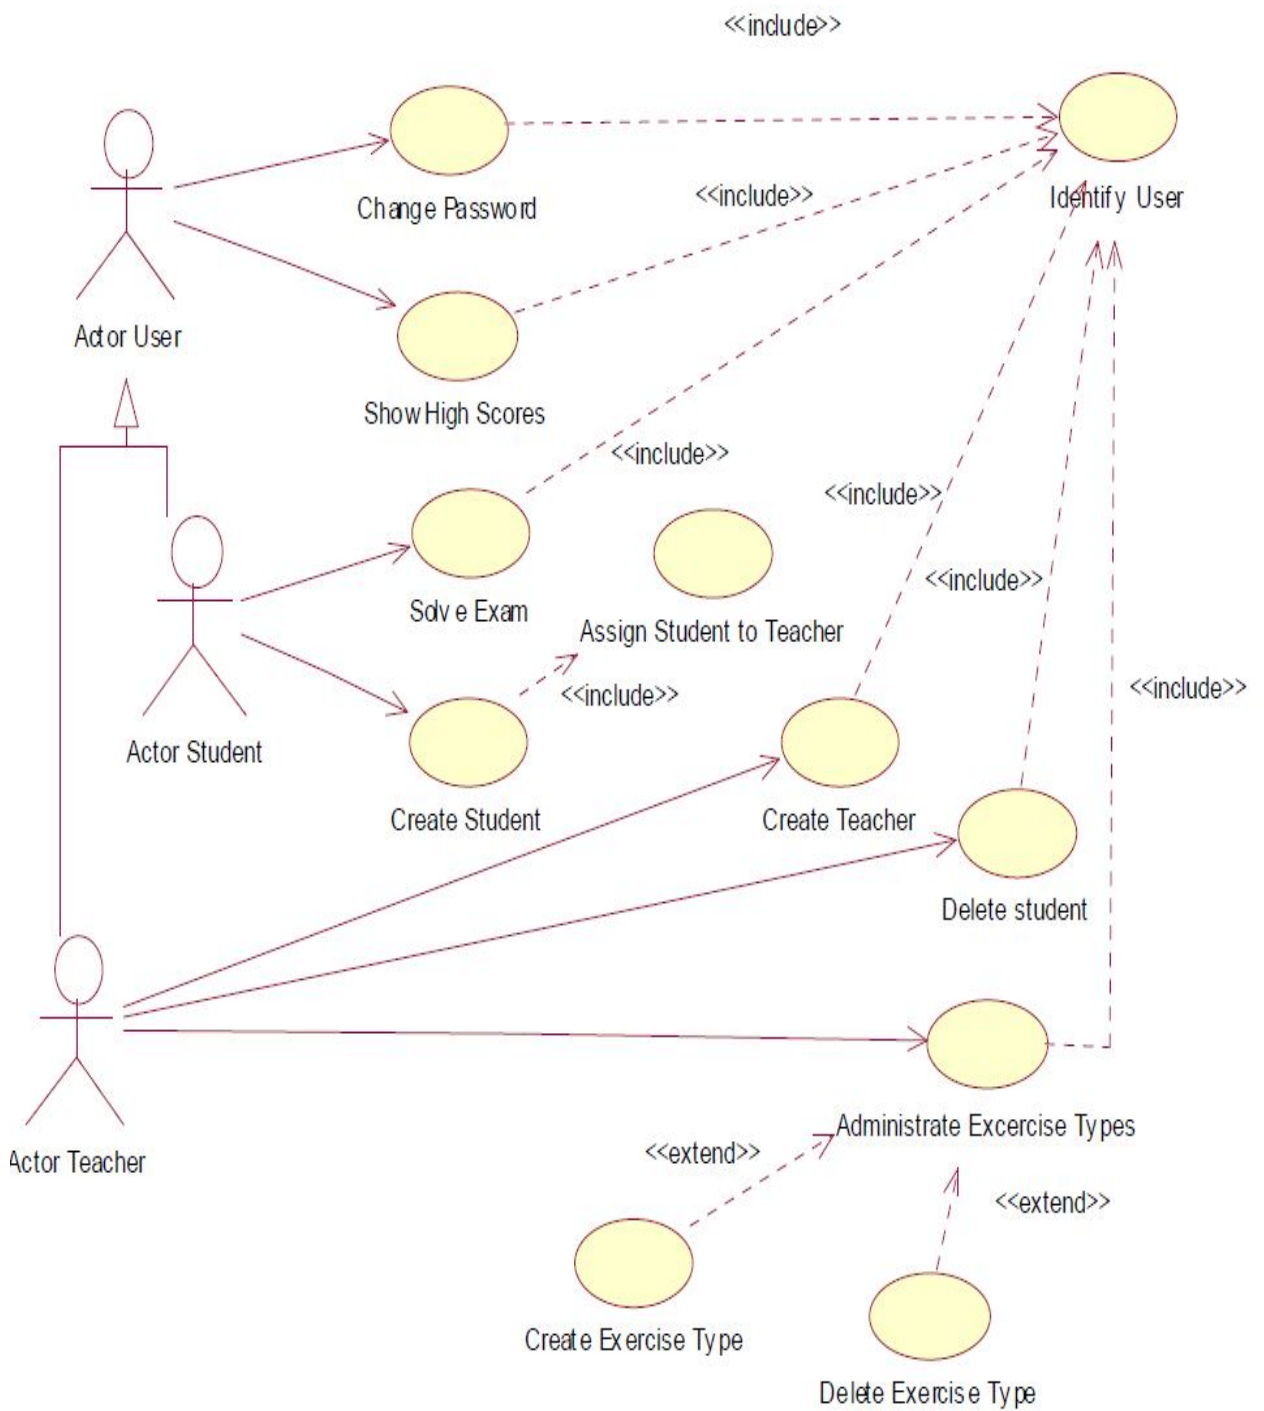 <<include>>
Change Password
<<include>>
Identify User
Actor User
Show High Scores
<<include>>
<<include>>
<<include>>
Solve Exam
Assign Student to Teacher
<<include>>
<<include>>
Actor Student
Create Student
Create Teacher
Delete student
Administrate Excercise Types
<<extend>>
Actor Teacher
<<extend>>
Create Exercise Type
Delete Exercise Type